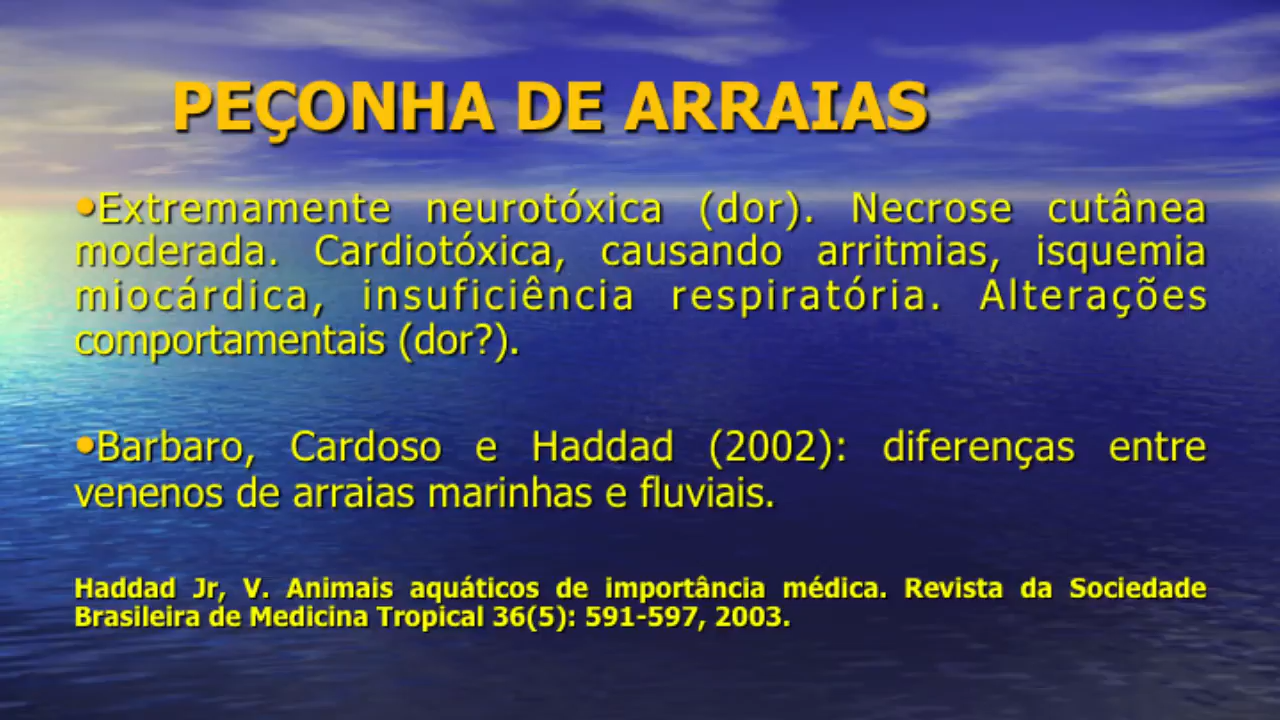 PEÇONHA DE ARRAIAS
•Extremamente neurotóxica (dor). Necrose cutânea
moderada. Cardiotóxica, causando arritmias, isquemia
miocárdica, insuficiência respiratória. Alterações
comportamentais (dor?).
•Barbaro, Cardoso e Haddad (2002): diferenças entre
venenos de arraias marinhas e fluviais.
Haddad Jr, V. Animais aquáticos de importância médica. Revista da Sociedade
Brasileira de Medicina Tropical 36(5): 591-597, 2003.